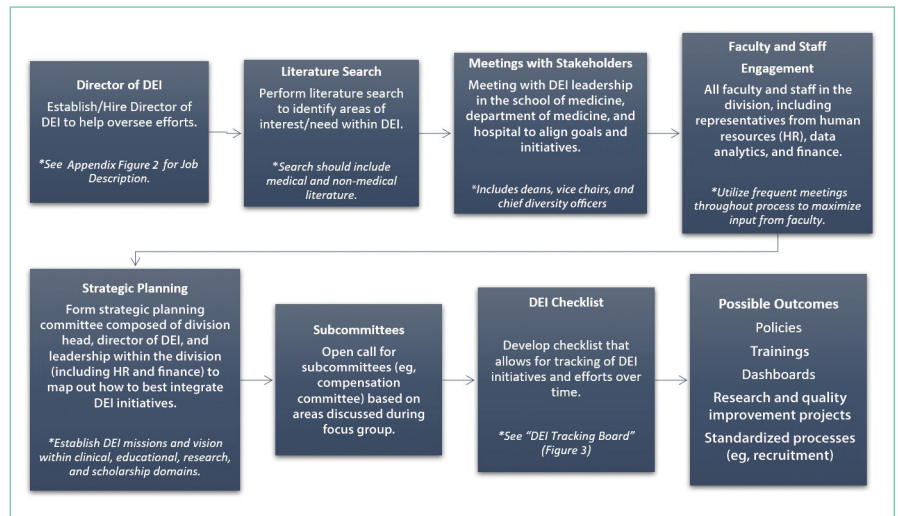 Director of DEI
Establish/Hire Director of
DEI to help oversee efforts.
*See Appendix Figure 2 for Job
Description.
Literature Search
Perform literature search
to identify areas of
interest/need within DEI.
*Search should include
medical and non-medical
literature.
Meetings with Stakeholders
Meeting with DEI leadership
in the school of medicine,
department of medicine, and
hospital to align goals and
initiatives.
*Includes deans, vice chairs, and
chief diversity officers
Faculty and Staff
Engagement
All faculty and staff in the
division, including
representatives from human
resources (HR), data
analytics, and finance.
*Utilize frequent meetings
throughout process to maximize
input from faculty.
Strategic Planning
Form strategic planning
committee composed of division
head, director of DEI, and
leadership within the division
(including HR and finance) to
map out how to best integrate
DEI initiatives.
*Establish DEI missions and vision
within clinical, educational, research,
and scholarship domains.
Subcommittees
Open call for
subcommittees (eg,
compensation
committee) based on
areas discussed during
focus group.
DEI Checklist
Develop checklist that
allows for tracking of DEI
initiatives and efforts over
time.
*See "DEI Tracking Board"
(Figure 3)
Possible Outcomes
Policies
Trainings
Dashboards
Research and quality
improvement projects
Standardized processes
(eg, recruitment)